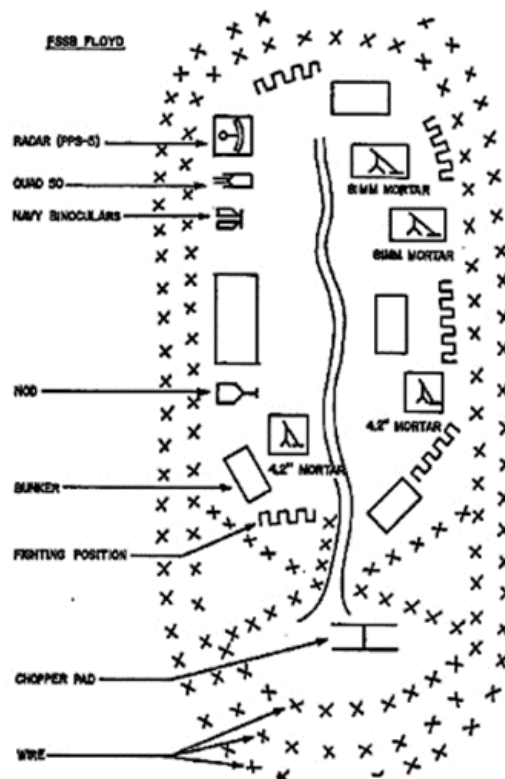 FSSB FLOYD
RADAR (PPS-5)
QUAD 50
NAVY BINOCULARS
81MM MORTAR
81MM MORTAR
NOD
4.2" MORTAR
4.2" MORTAR
BUNKER
FIGHTING POSITION
CHOPPER PAD
WIRE